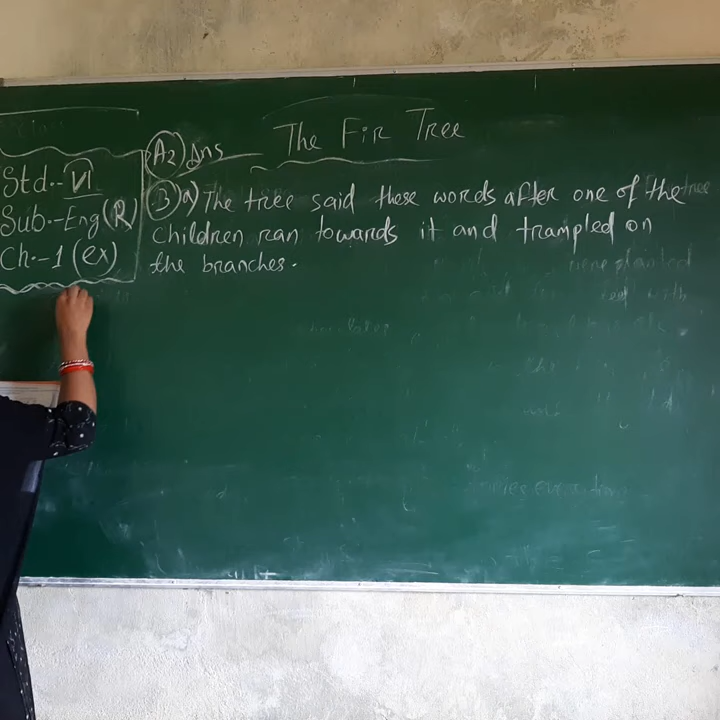 The Fir Tree
Std.- VI
Sub.- Eng (R)
Ch.- 1 (ex)
A2) Ans
B) a) The tree said these words after one of the
children ran towards it and trampled on
the branches.